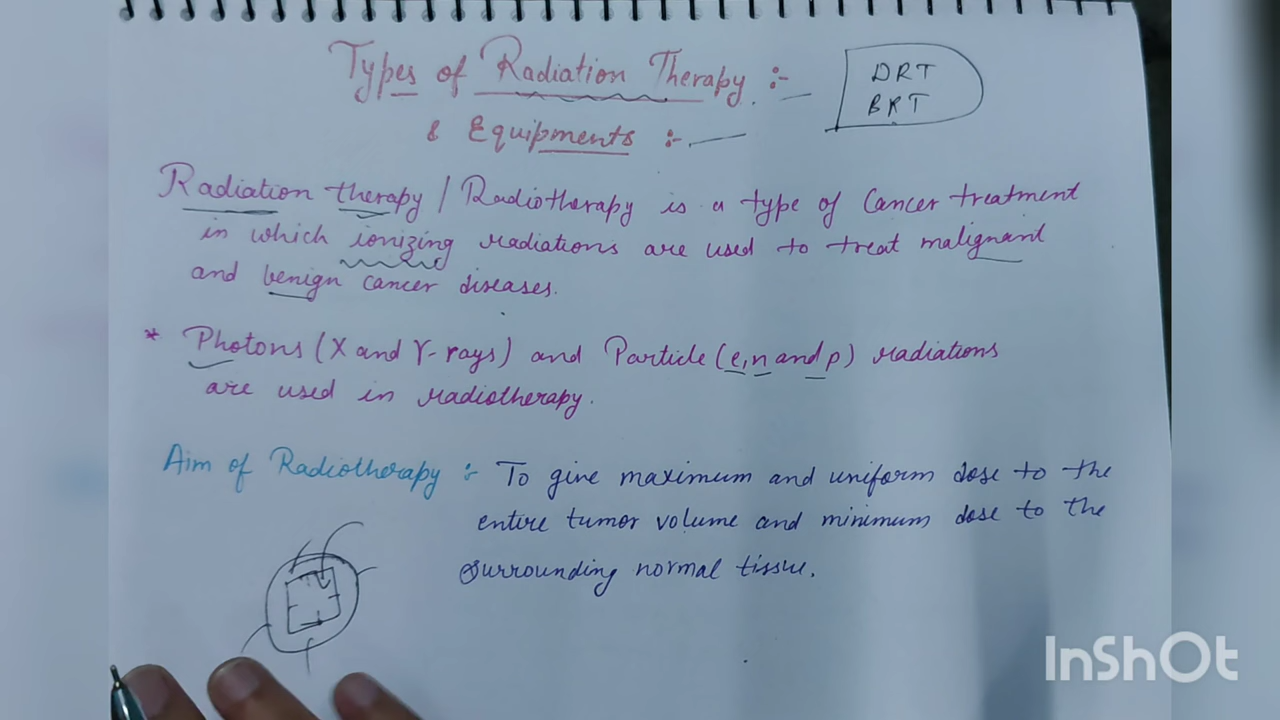 Types of Radiation Therapy :-
DRT
BRT
& Equipments :-
Radiation therapy / Radiotherapy is a type of Cancer treatment
in which ionizing radiations are used to treat malignant
and benign cancer diseases.
* Photons (X and γ-rays) and Particle (e, n and p) radiations
are used in radiotherapy.
Aim of Radiotherapy :- To give maximum and uniform dose to the
entire tumor volume and minimum dose to the
surrounding normal tissue.
InShOt